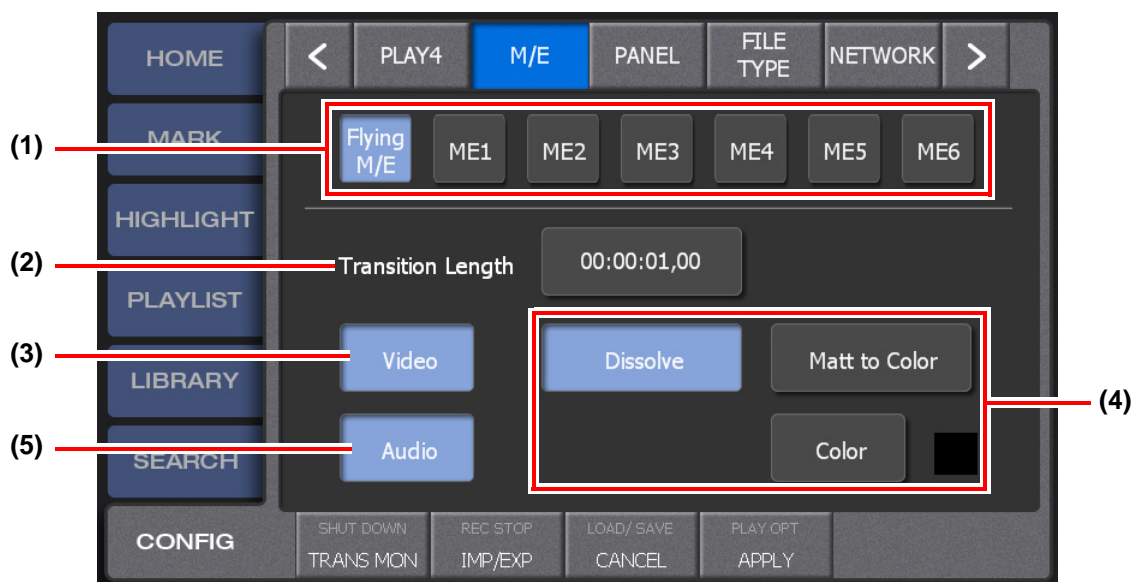 HOME
PLAY4
M/E
PANEL
FILE
TYPE
NETWORK
(1)
MARK
Flying
M/E
ME1
ME2
ME3
ME4
ME5
ME6
HIGHLIGHT
(2)
Transition Length
00:00:01,00
PLAYLIST
(3)
Video
Dissolve
Matt to Color
LIBRARY
(4)
(5)
Audio
Color
SEARCH
CONFIG
SHUT DOWN
TRANS MON
REC STOP
IMP/EXP
LOAD/ SAVE
CANCEL
PLAY OPT
APPLY